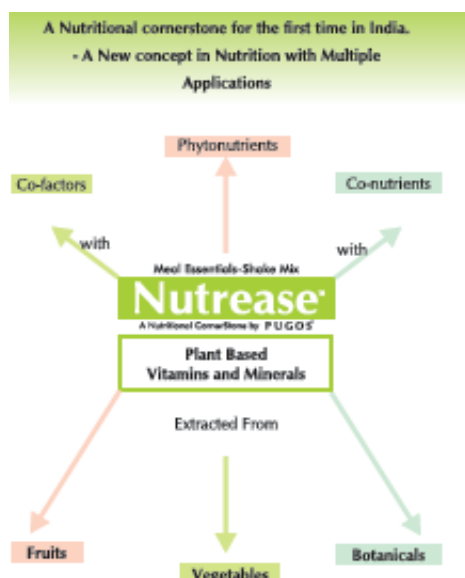 A Nutritional cornerstone for the first time in India.
- A New concept in Nutrition with Multiple
Applications
Phytonutrients
Co-factors
Co-nutrients
with
with
Meal Essentials-Shake Mix
Nutrease
A Nutritional CornerStone by PUGOS
Plant Based
Vitamins and Minerals
Extracted From
Fruits
Vegetables
Botanicals